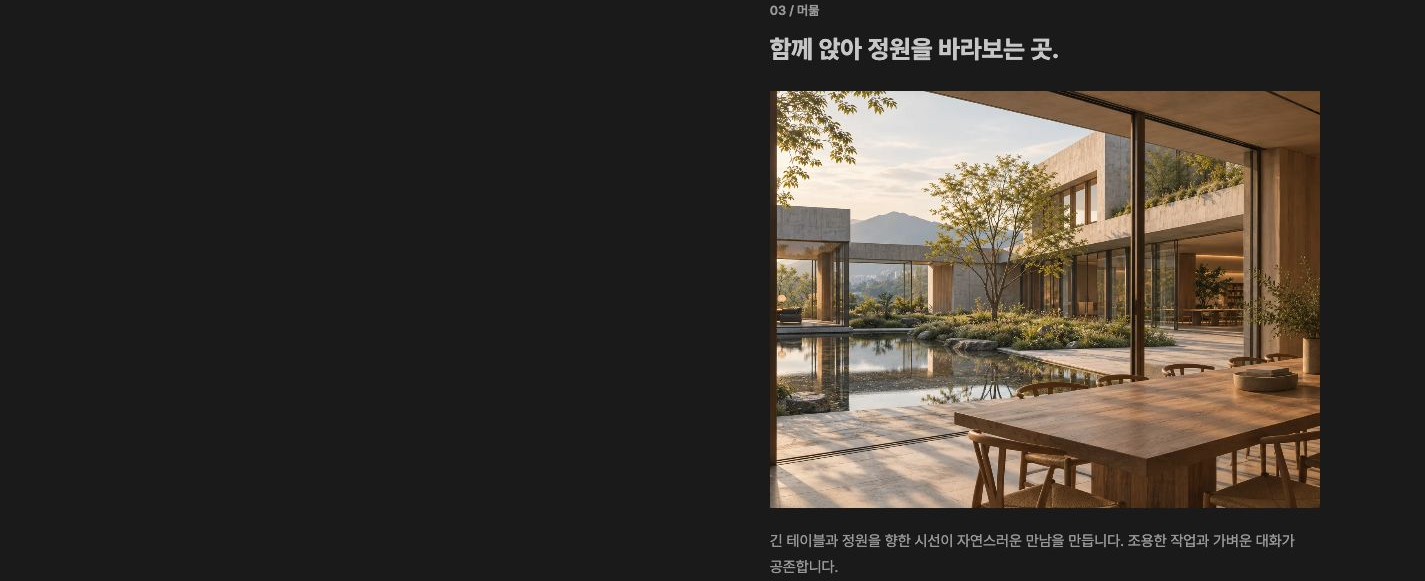 03 / 머묾
함께 앉아 정원을 바라보는 곳.
긴 테이블과 정원을 향한 시선이 자연스러운 만남을 만듭니다. 조용한 작업과 가벼운 대화가
공존합니다.